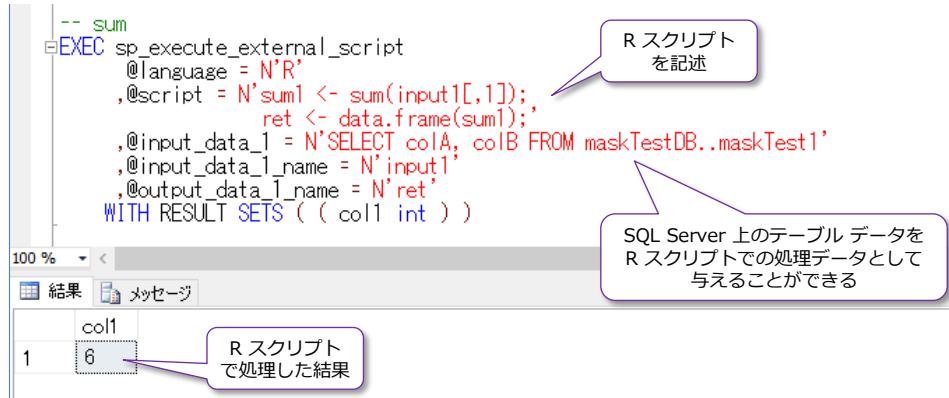 -- sum
EXEC sp_execute_external_script
@language = N'R'
,@script = N'sum1 <- sum(input1[,1]);
ret <- data.frame(sum1);'
,@input_data_1 = N'SELECT colA, colB FROM maskTestDB..maskTest1'
,@input_data_1_name = N'input1'
,@output_data_1_name = N'ret'
WITH RESULT SETS ( ( col1 int ) )
R スクリプト
を記述
SQL Server 上のテーブル データを
R スクリプトでの処理データとして
与えることができる
100 %
結果 メッセージ
col1
1 6
R スクリプト
で処理した結果